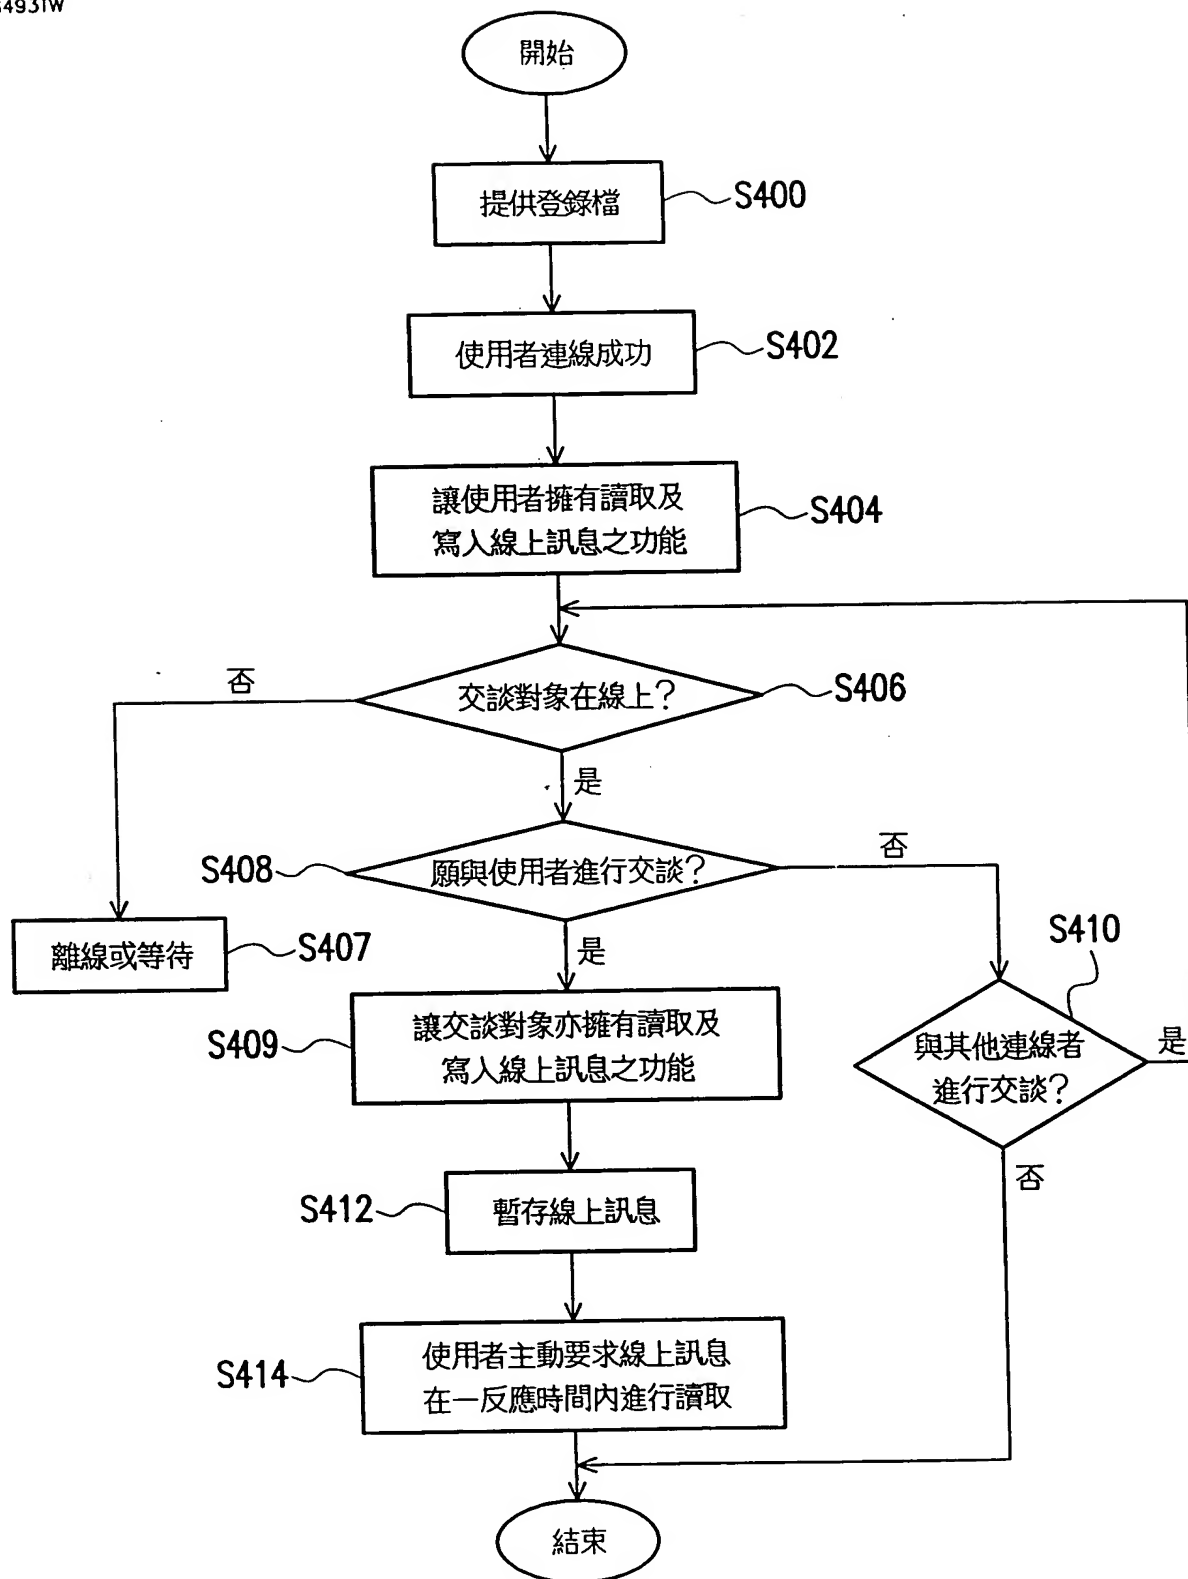 開始
提供登錄檔
S400
使用者連線成功
S402
讓使用者擁有讀取及
寫入線上訊息之功能
S404
否
交談對象在線上?
S406
是
S408
願與使用者進行交談?
否
離線或等待
S407
是
S410
S409
讓交談對象亦擁有讀取及
寫入線上訊息之功能
與其他連線者
進行交談?
是
否
S412
暫存線上訊息
S414
使用者主動要求線上訊息
在一反應時間內進行讀取
結束